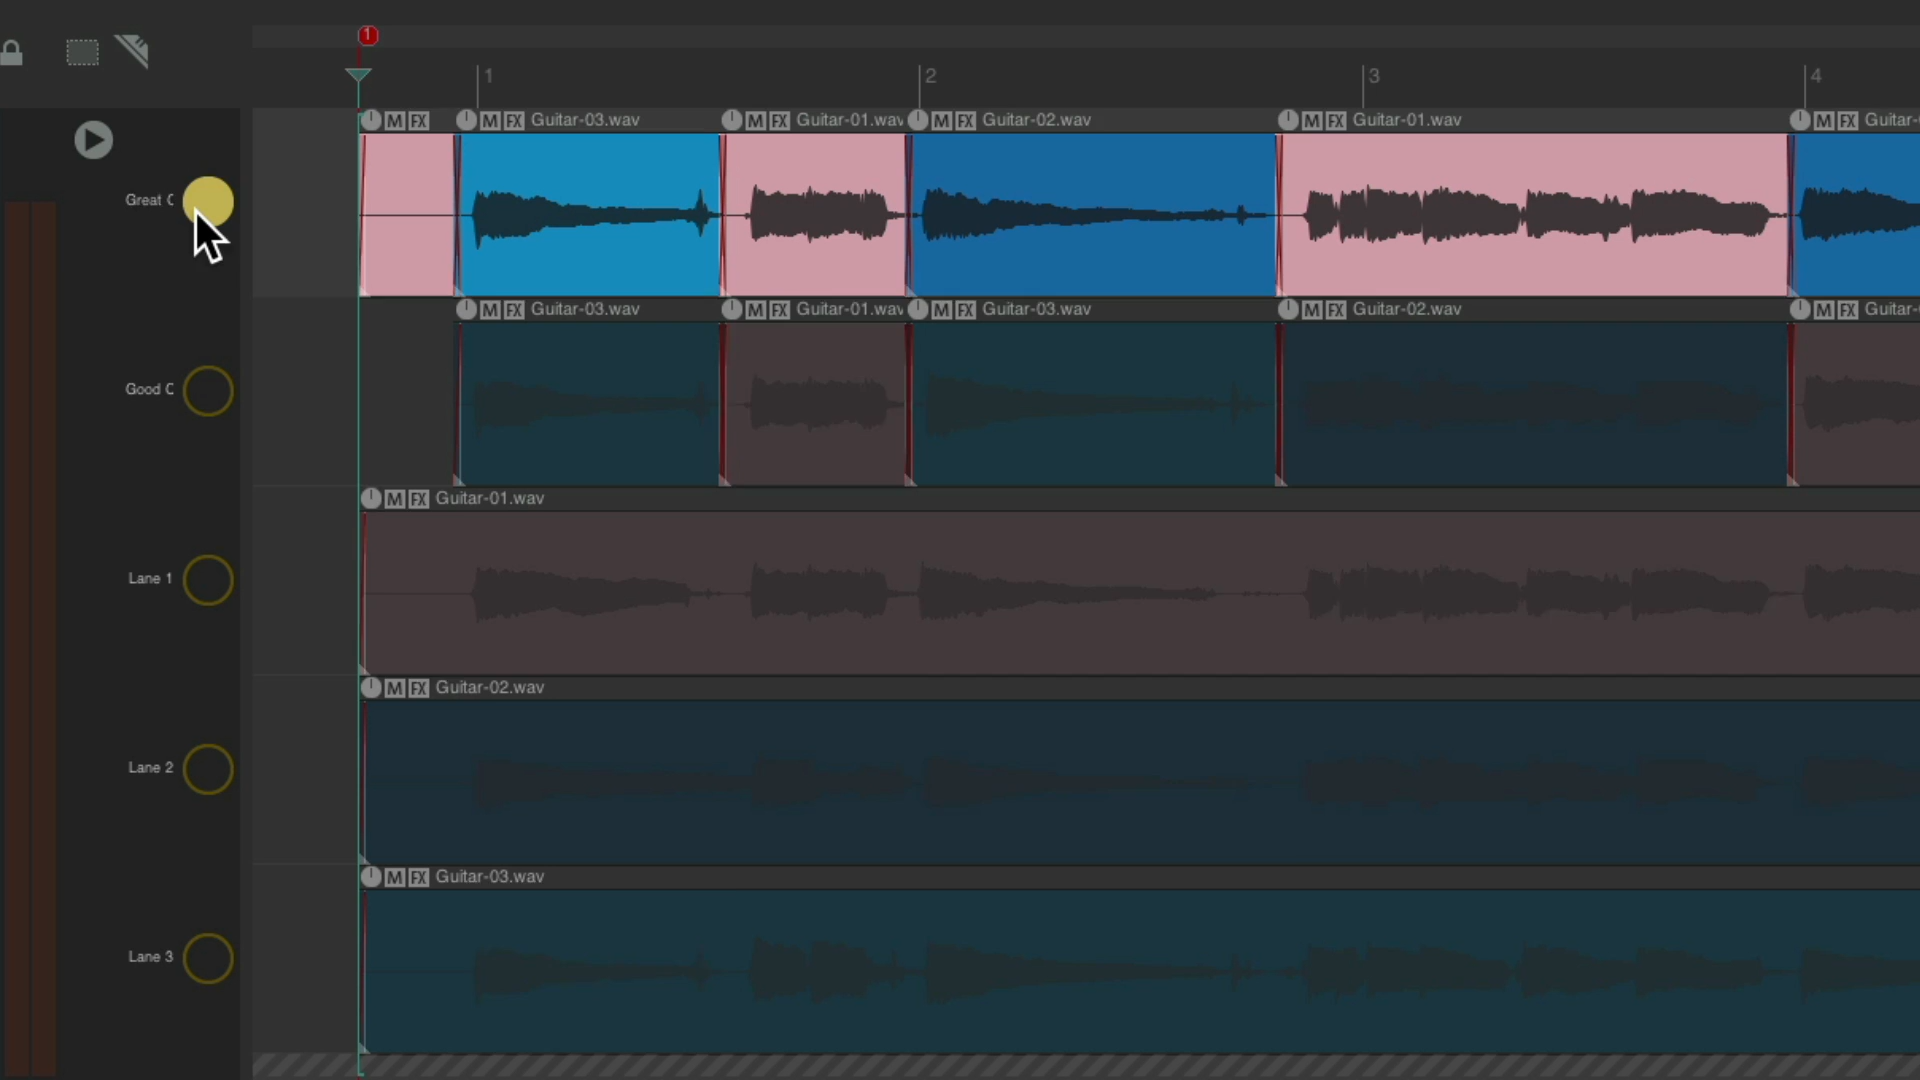 1
1 2 3 4
M FX M FX Guitar-03.wav M FX Guitar-01.wav M FX Guitar-02.wav M FX Guitar-01.wav M FX Guitar-
Great C
M FX Guitar-03.wav M FX Guitar-01.wav M FX Guitar-03.wav M FX Guitar-02.wav M FX Guitar-
Good C
M FX Guitar-01.wav
Lane 1
M FX Guitar-02.wav
Lane 2
M FX Guitar-03.wav
Lane 3